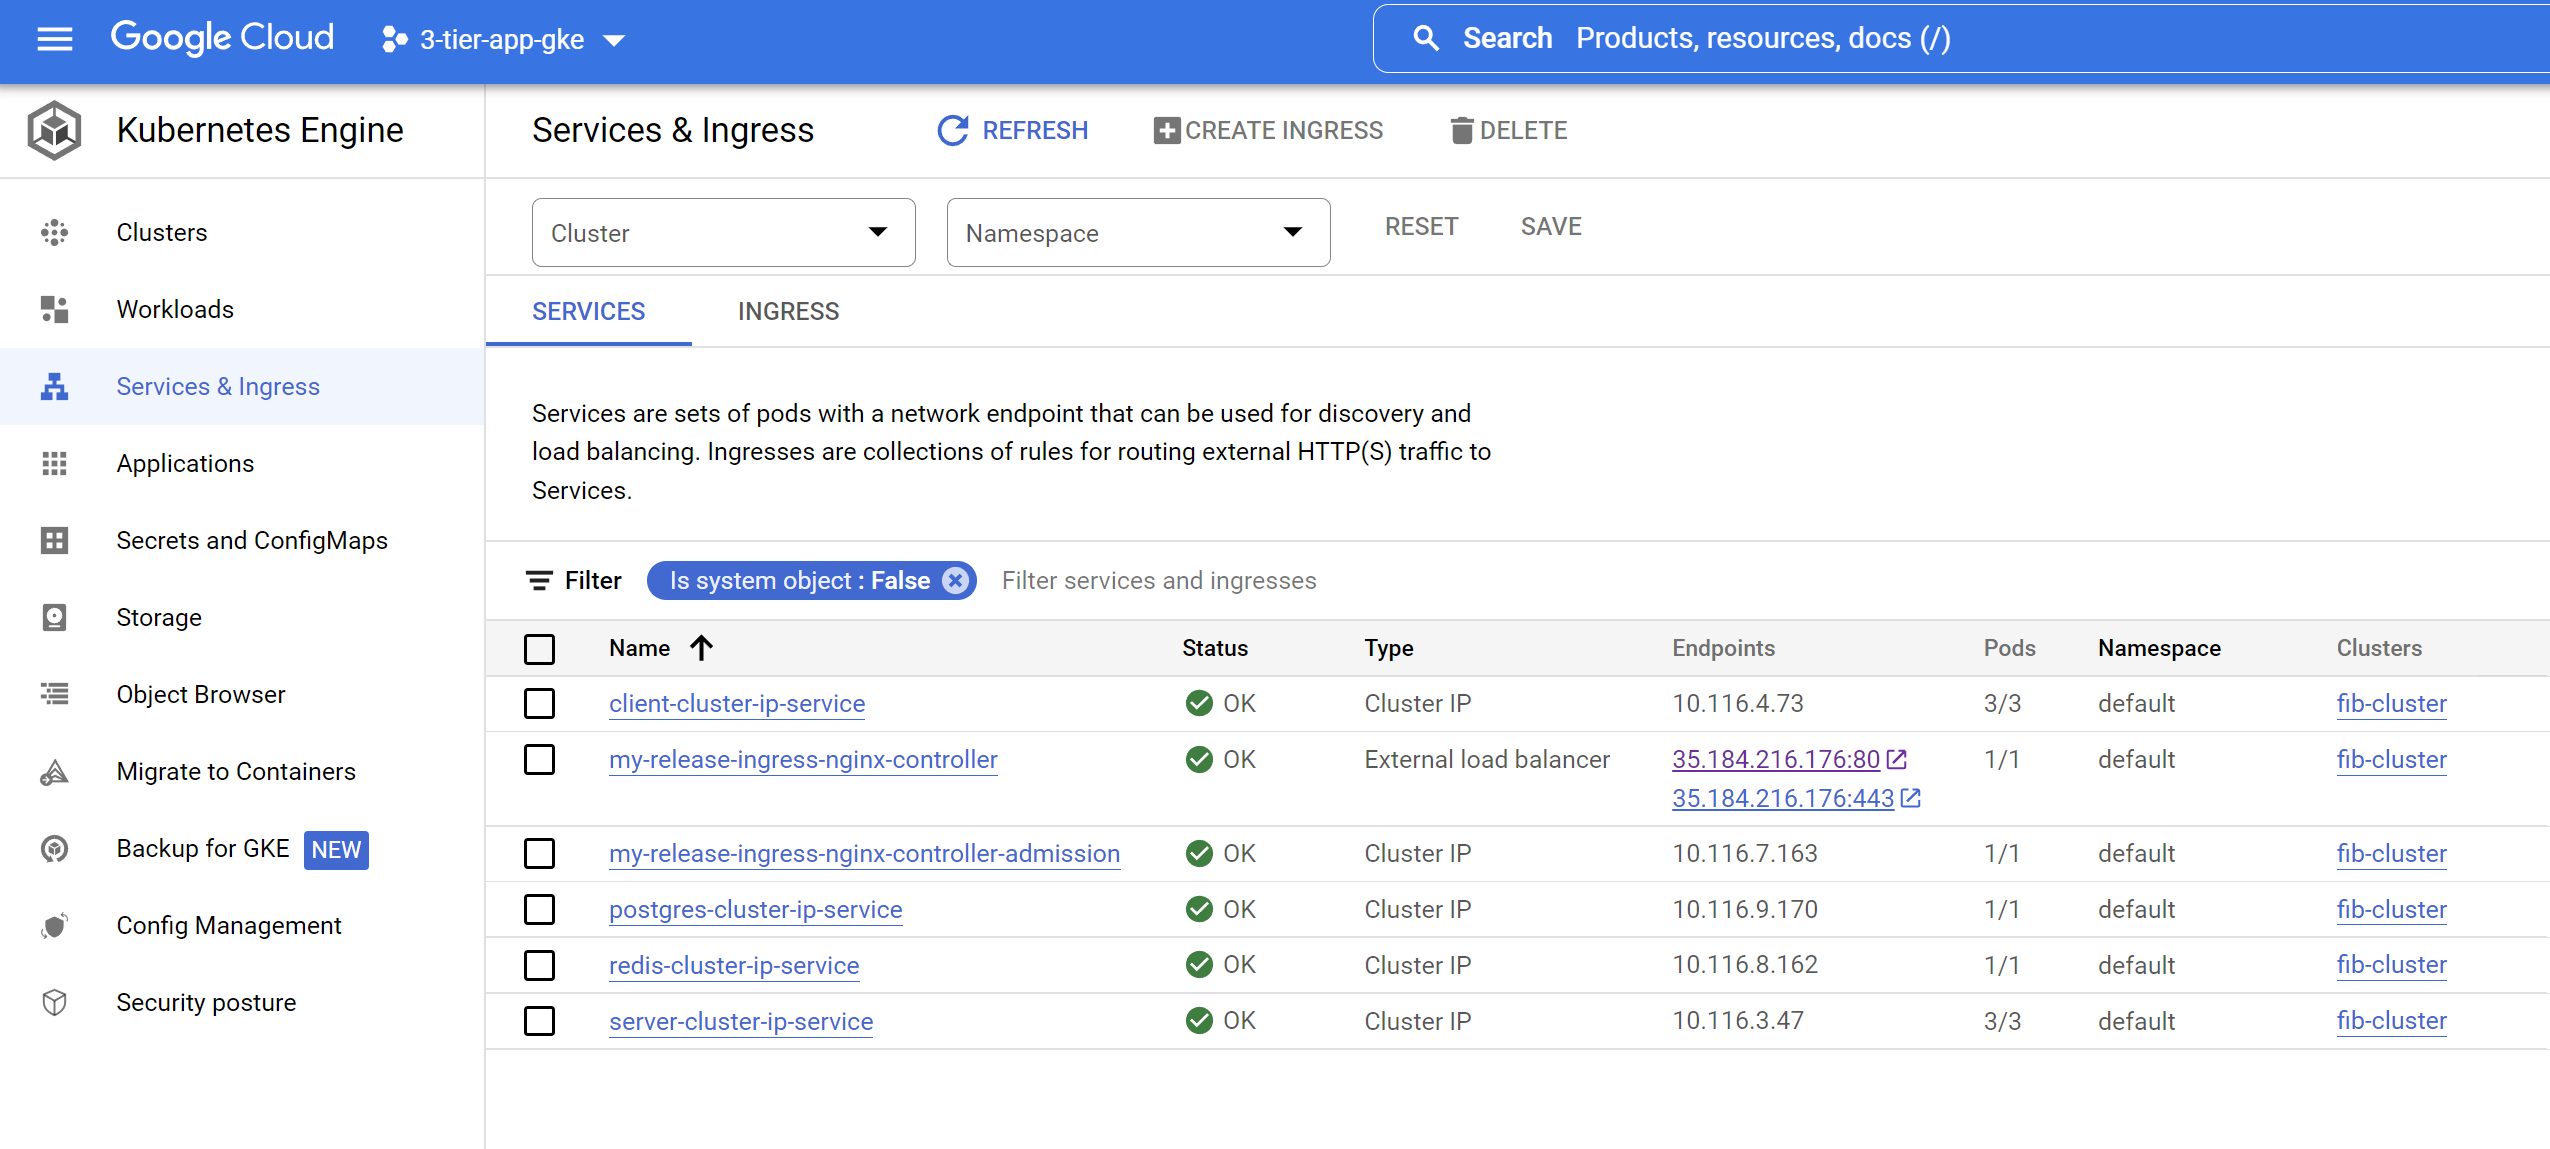 Google Cloud
3-tier-app-gke
Search Products, resources, docs (/)
Kubernetes Engine
Services & Ingress
REFRESH
CREATE INGRESS
DELETE
Clusters
Workloads
Services & Ingress
Applications
Secrets and ConfigMaps
Storage
Object Browser
Migrate to Containers
Backup for GKE NEW
Config Management
Security posture
Cluster
Namespace
RESET
SAVE
SERVICES
INGRESS
Services are sets of pods with a network endpoint that can be used for discovery and
load balancing. Ingresses are collections of rules for routing external HTTP(S) traffic to
Services.
Filter Is system object : False Filter services and ingresses
Name Status Type Endpoints Pods Namespace Clusters
client-cluster-ip-service OK Cluster IP 10.116.4.73 3/3 default fib-cluster
my-release-ingress-nginx-controller OK External load balancer 35.184.216.176:80 1/1 default fib-cluster
35.184.216.176:443
my-release-ingress-nginx-controller-admission OK Cluster IP 10.116.7.163 1/1 default fib-cluster
postgres-cluster-ip-service OK Cluster IP 10.116.9.170 1/1 default fib-cluster
redis-cluster-ip-service OK Cluster IP 10.116.8.162 1/1 default fib-cluster
server-cluster-ip-service OK Cluster IP 10.116.3.47 3/3 default fib-cluster